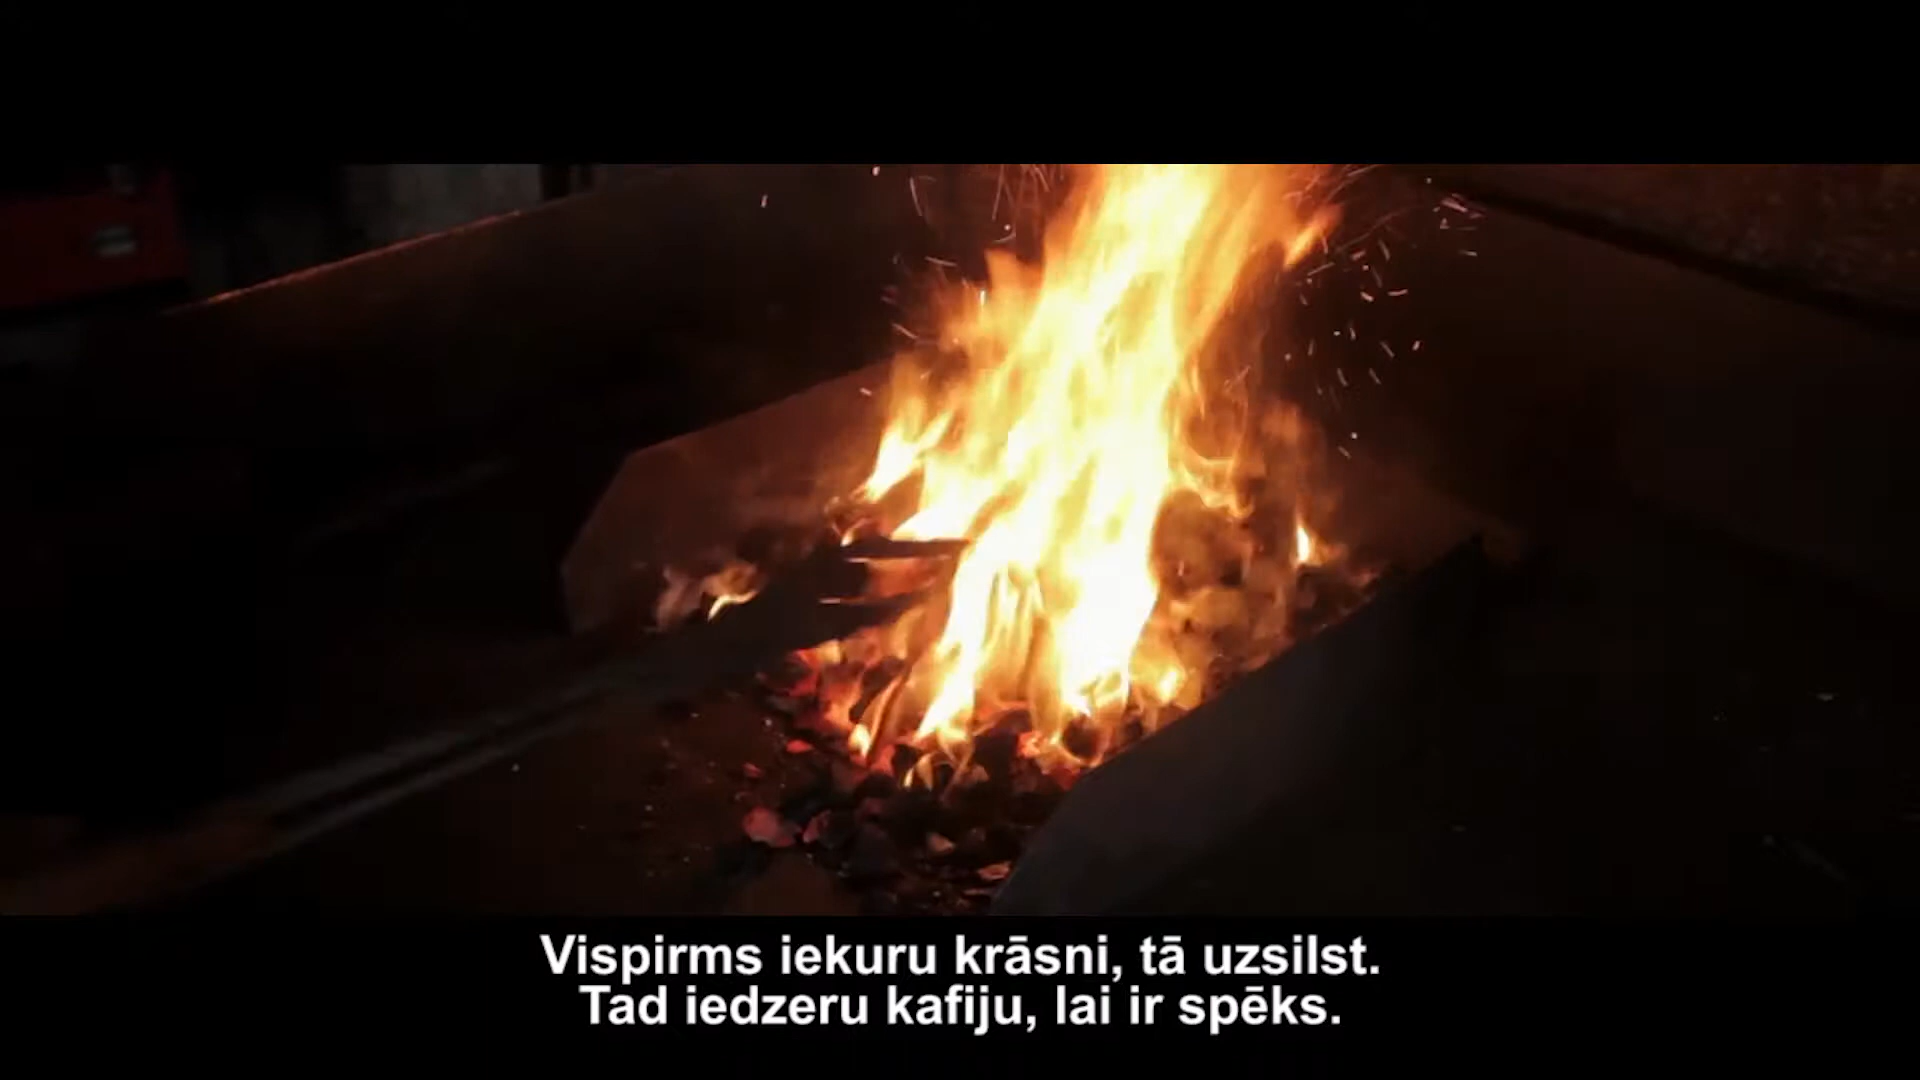 Vispirms iekuru krāsni, tā uzsilst.
Tad iedzeru kafiju, lai ir spēks.